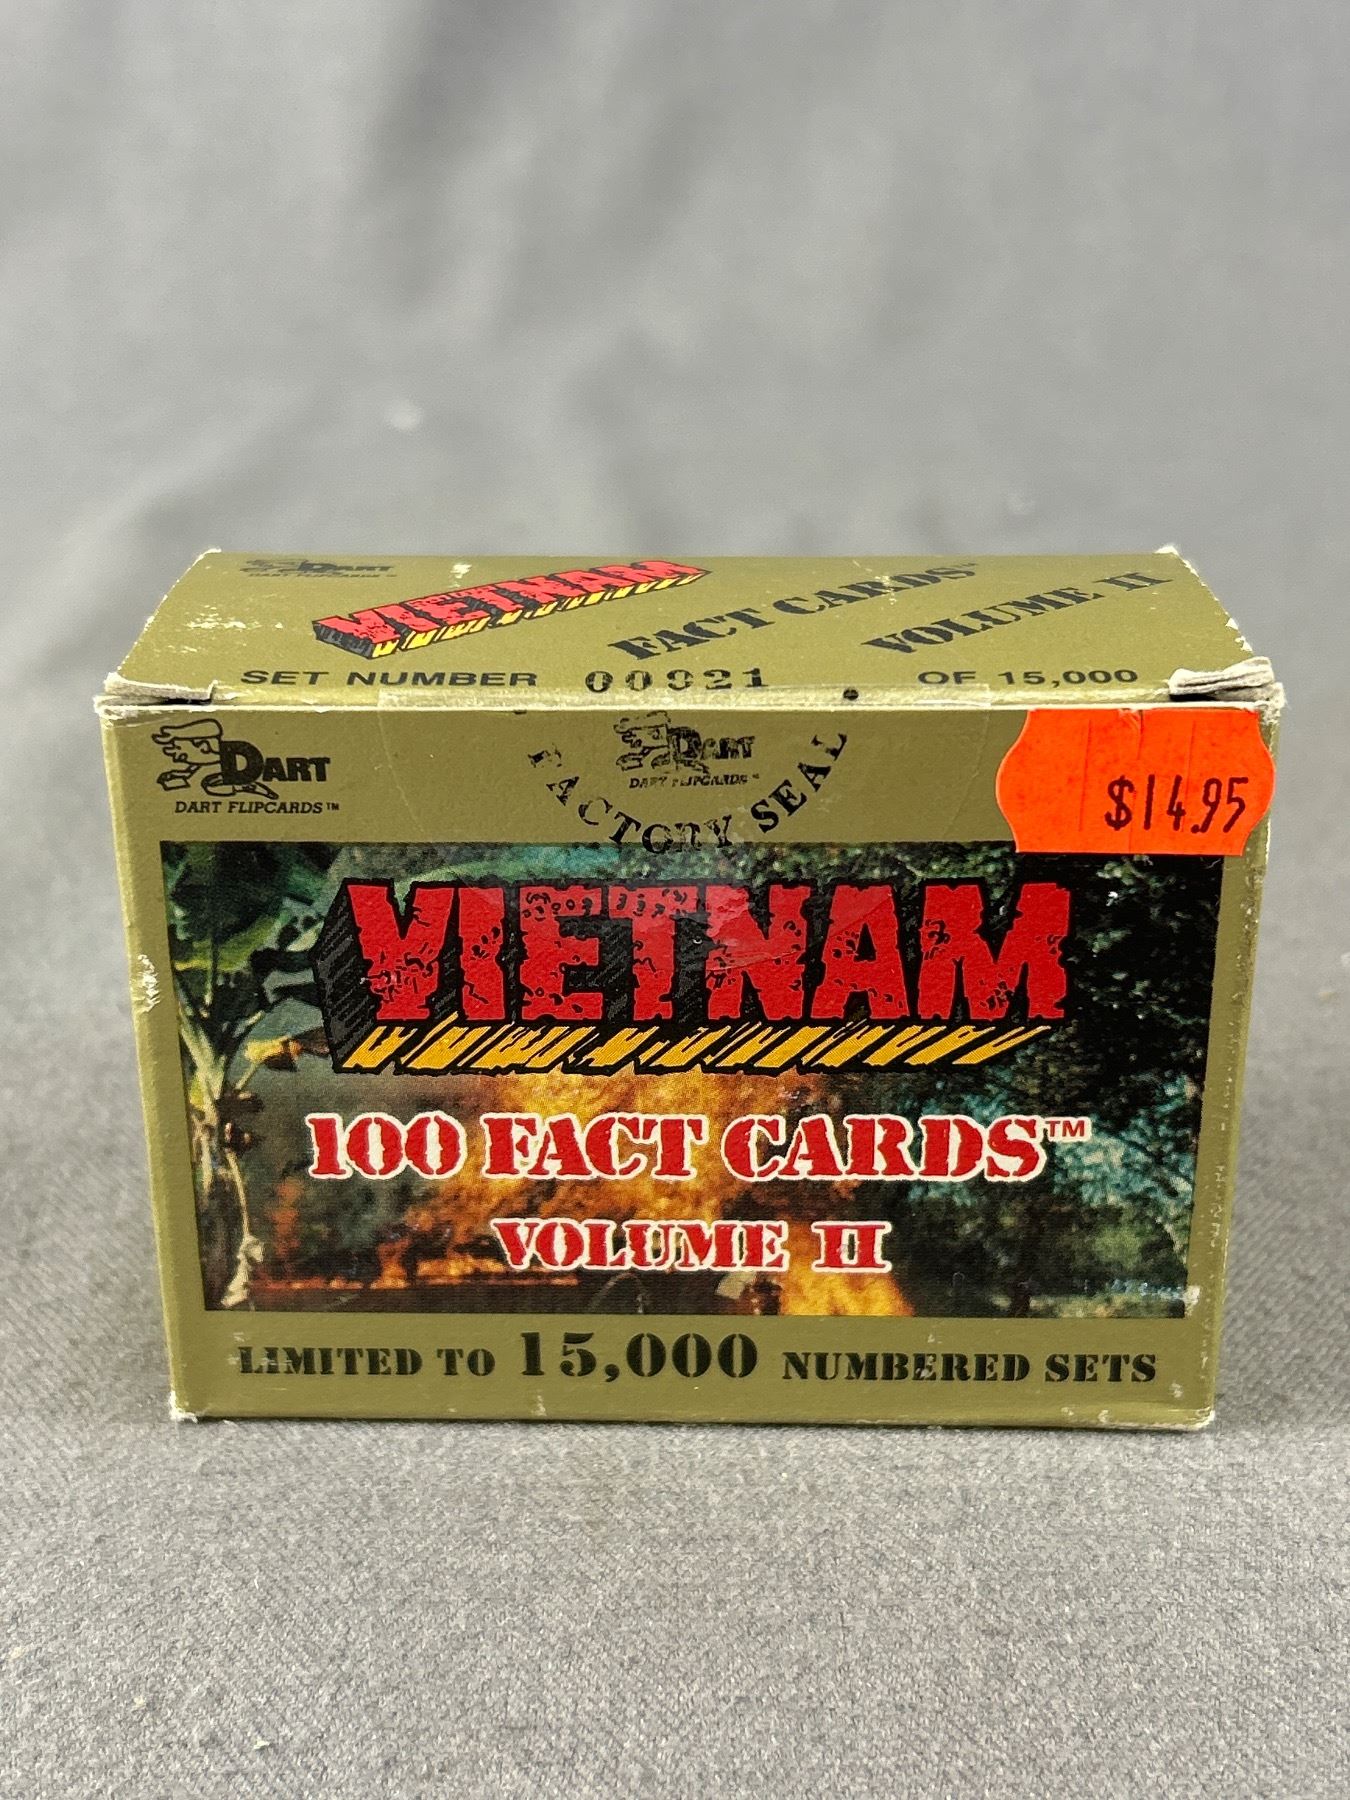 DART
DART FLIPCARDS™
VIETNAM
FACT CARDS™
VOLUME II
SET NUMBER 00921 OF 15,000
DART
DART FLIPCARDS™
DART
DART FLIPCARDS™
FACTORY SEAL
$14.95
VIETNAM
100 FACT CARDS™
VOLUME II
LIMITED TO 15,000 NUMBERED SETS